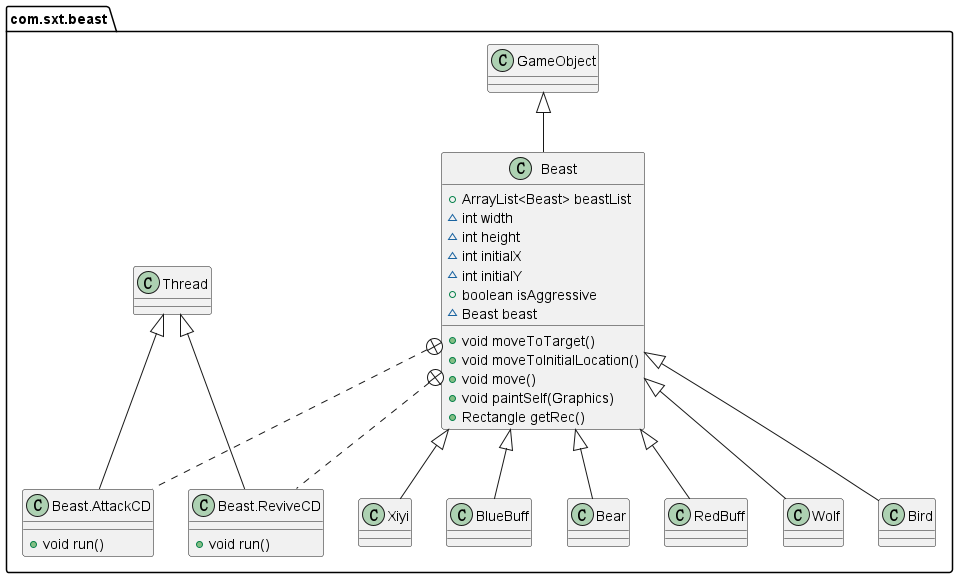 com.sxt.beast
C GameObject
C Beast
ArrayList<Beast> beastList
int width
int height
int initialX
int initialY
boolean isAggressive
Beast beast
void moveToTarget()
void moveToInitialLocation()
void move()
void paintSelf(Graphics)
Rectangle getRec()
C Thread
C Beast.AttackCD
void run()
C Beast.ReviveCD
void run()
C Xiyi
C BlueBuff
C Bear
C RedBuff
C Wolf
C Bird